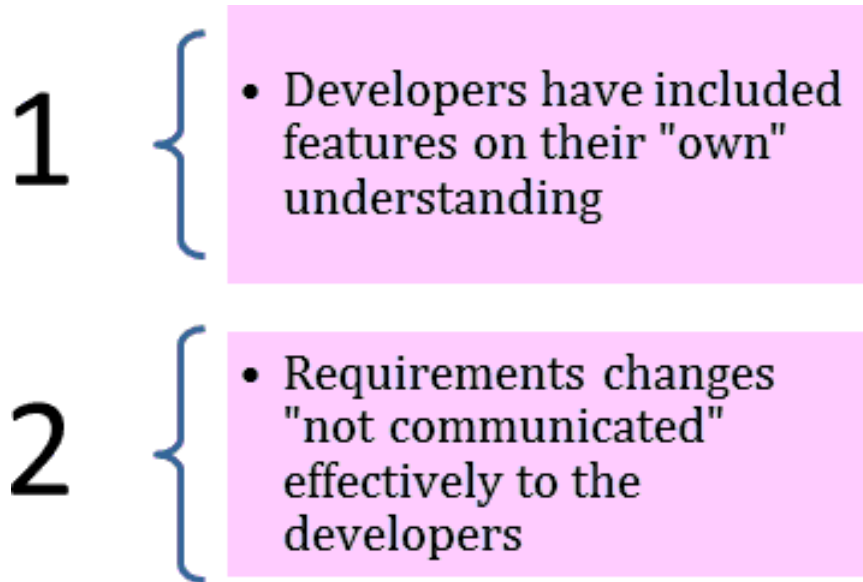 1
• Developers have included
features on their "own"
understanding
2
• Requirements changes
"not communicated"
effectively to the
developers